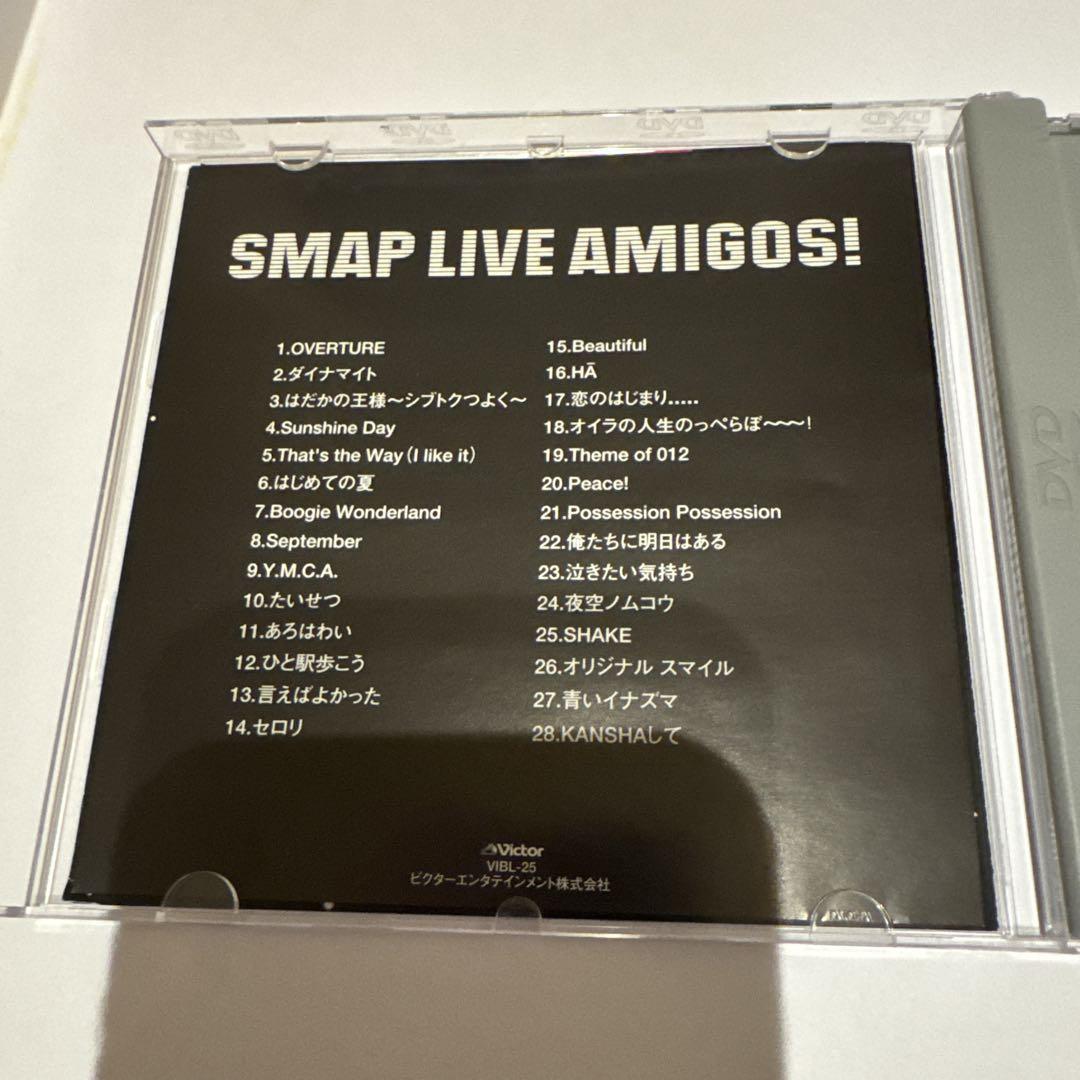 SMAP LIVE AMIGOS!
1.OVERTURE
2.ダイナマイト
3.はだかの王様〜シブトクつよく〜
4.Sunshine Day
5.That's the Way(I like it)
6.はじめての夏
7.Boogie Wonderland
8.September
9.Y.M.C.A.
10.たいせつ
11.あろはわい
12.ひと駅歩こう
13.言えばよかった
14.セロリ
15.Beautiful
16.HĀ
17.恋のはじまり.....
18.オイラの人生のっぺらぼ〜〜〜!
19.Theme of 012
20.Peace!
21.Possession Possession
22.俺たちに明日はある
23.泣きたい気持ち
24.夜空ノムコウ
25.SHAKE
26.オリジナル スマイル
27.青いイナズマ
28.KANSHAして
Victor
VIBL-25
ビクターエンタテインメント株式会社
DVD